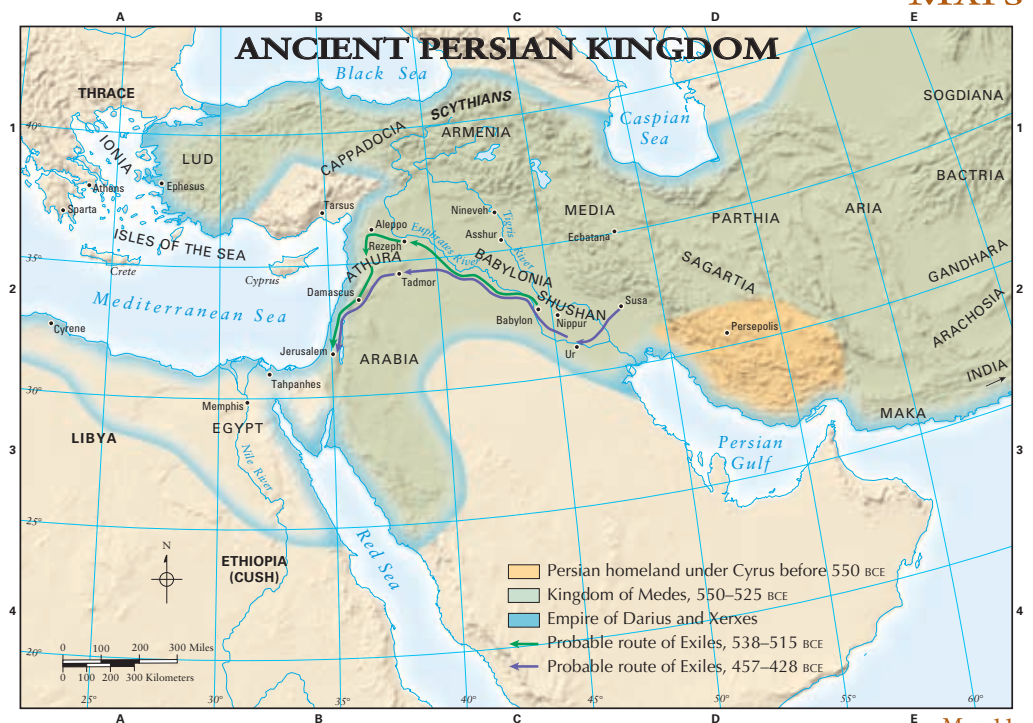 MAPS
A B C D E
ANCIENT PERSIAN KINGDOM
Black Sea
THRACE
SCYTHIANS
SOGDIANA
1
40°
Caspian
Sea
1
ARMENIA
CAPPADOCIA
IONIA
LUD
BACTRIA
Athens
Ephesus
Tarsus
Sparta
Nineveh
Tigris River
MEDIA
PARTHIA
ARIA
Aleppo
Asshur
Ecbatana
ISLES OF THE SEA
Rezeph
Euphrates River
GANDHARA
35°
Crete
Cyprus
ATHURA
BABYLONIA
SAGARTIA
Tadmor
2
Damascus
SHUSHAN
Susa
2
Mediterranean Sea
Babylon
Nippur
ARACHOSIA
Cyrene
Persepolis
Jerusalem
ARABIA
Ur
Tahpanhes
INDIA
30°
Memphis
MAKA
EGYPT
LIBYA
3
Persian
Gulf
3
Nile River
25°
Red Sea
N
ETHIOPIA
(CUSH)
Persian homeland under Cyrus before 550 BCE
Kingdom of Medes, 550–525 BCE
4
4
Empire of Darius and Xerxes
Probable route of Exiles, 538–515 BCE
Probable route of Exiles, 457–428 BCE
0 100 200 300 Miles
20°
0 100 200 300 Kilometers
25° 30° 35° 40° 45° 50° 55° 60°
A B C D E